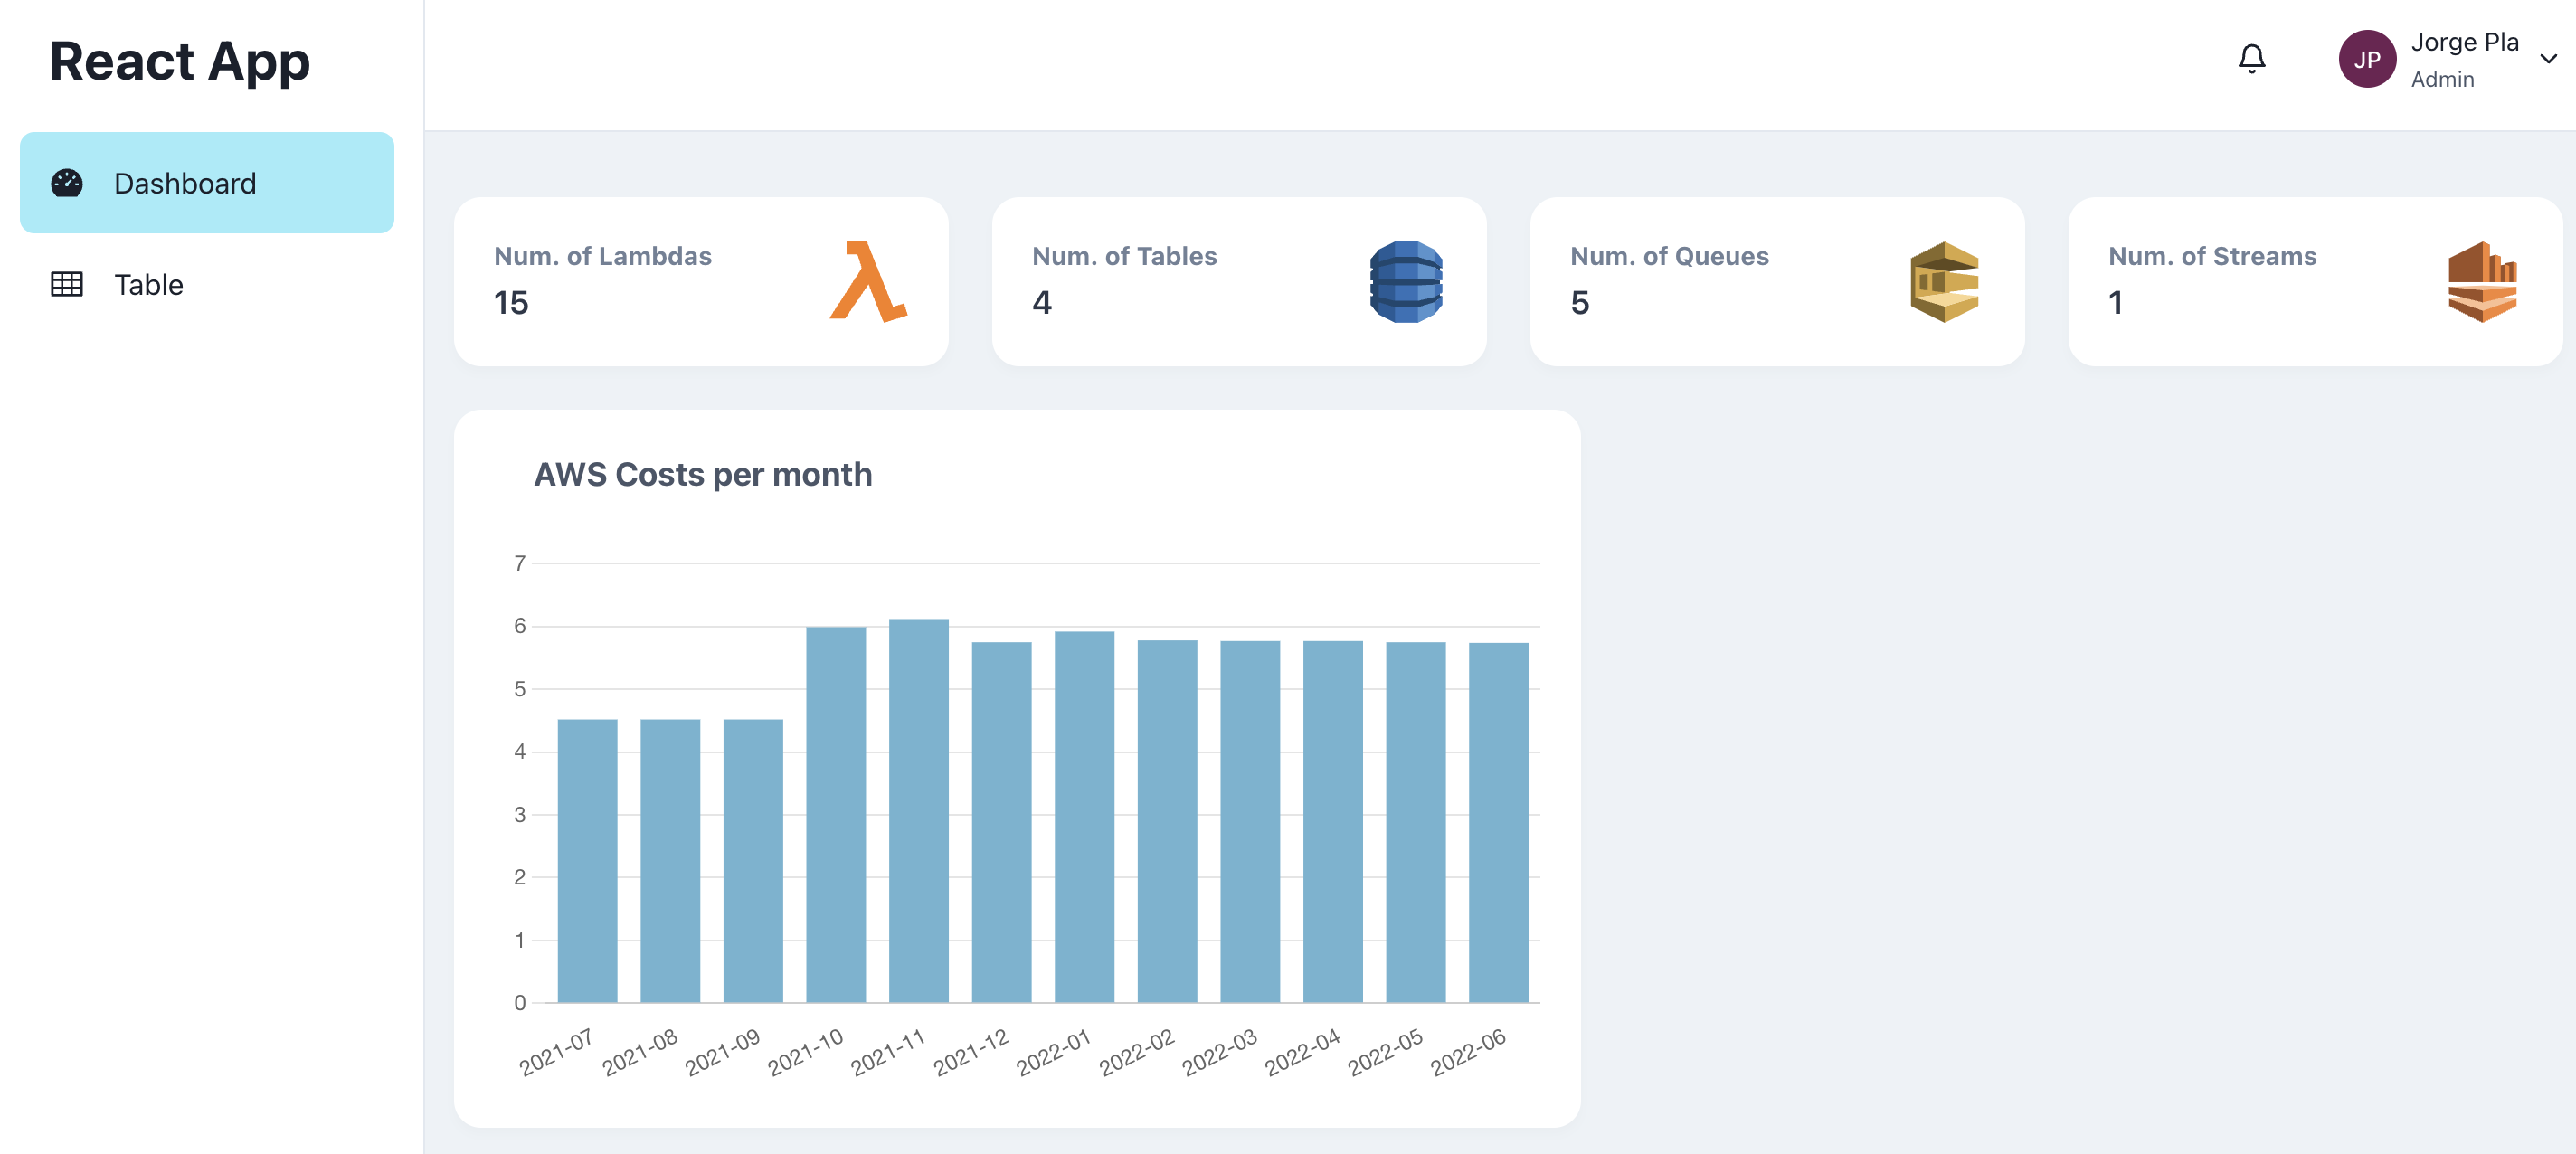 React App
Dashboard
Table
JP
Jorge Pla
Admin
Num. of Lambdas
15
Num. of Tables
4
Num. of Queues
5
Num. of Streams
1
AWS Costs per month
7
6
5
4
3
2
1
0
2021-07
2021-08
2021-09
2021-10
2021-11
2021-12
2022-01
2022-02
2022-03
2022-04
2022-05
2022-06